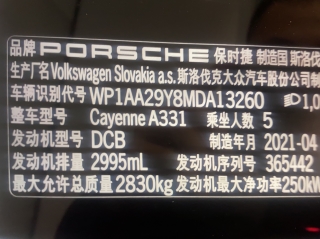 品牌 PORSCHE 保时捷 制造国 斯洛伐
生产厂名 Volkswagen Slovakia a.s. 斯洛伐克大众汽车股份公司制
车辆识别代号 WP1AA29Y8MDA13260 1,0
整车型号 Cayenne A331 乘坐人数 5
发动机型号 DCB 制造年月 2021-04
发动机排量 2995mL 发动机序列号 365442
最大允许总质量 2830kg 发动机最大净功率 250kW